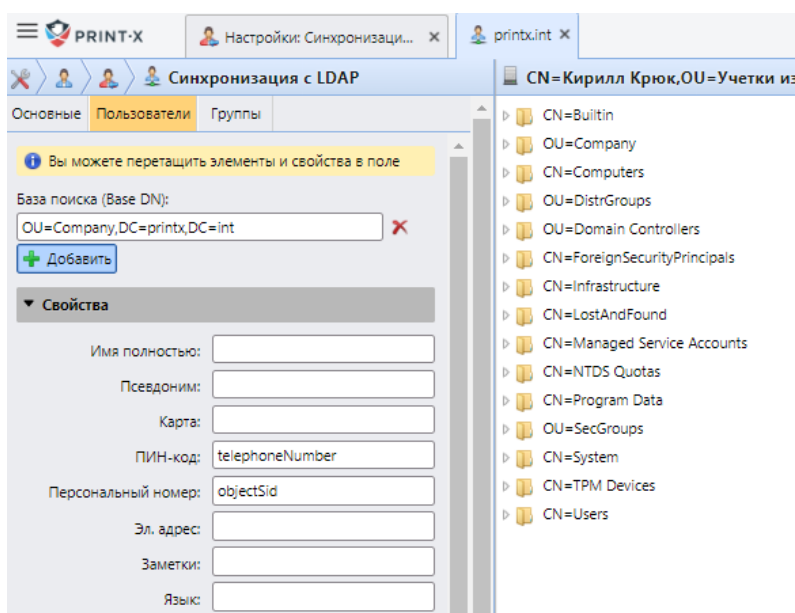 PRINT·X
Настройки: Синхронизаци...
printx.int
Синхронизация с LDAP
CN=Кирилл Крюк,OU=Учетки из
Основные Пользователи Группы
Вы можете перетащить элементы и свойства в поле
База поиска (Base DN):
OU=Company,DC=printx,DC=int
Добавить
Свойства
Имя полностью:
Псевдоним:
Карта:
ПИН-код: telephoneNumber
Персональный номер: objectSid
Эл. адрес:
Заметки:
Язык:
CN=Builtin
OU=Company
CN=Computers
OU=DistrGroups
OU=Domain Controllers
CN=ForeignSecurityPrincipals
CN=Infrastructure
CN=LostAndFound
CN=Managed Service Accounts
CN=NTDS Quotas
CN=Program Data
OU=SecGroups
CN=System
CN=TPM Devices
CN=Users